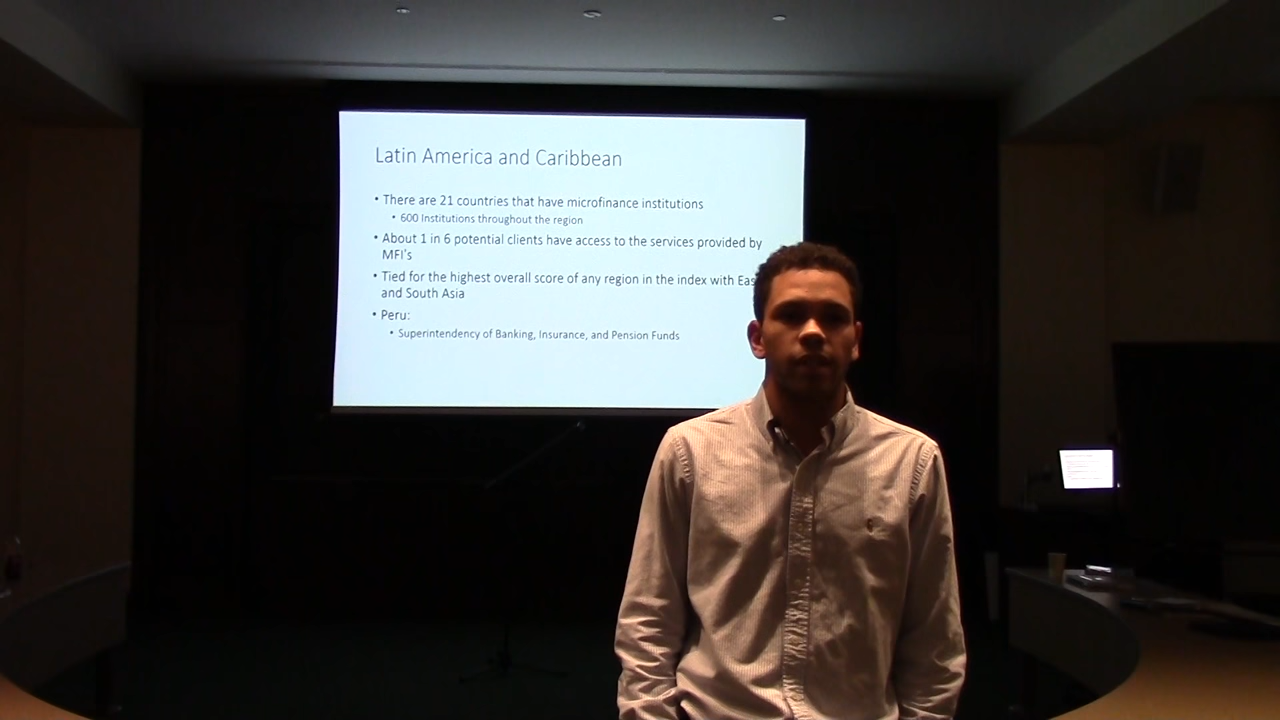 Latin America and Caribbean
• There are 21 countries that have microfinance institutions
• 600 Institutions throughout the region
• About 1 in 6 potential clients have access to the services provided by
MFI's
• Tied for the highest overall score of any region in the index with
and South Asia
• Peru:
• Superintendency of Banking, Insurance, and Pension Funds